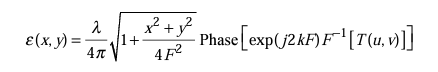 ε(x, y) = λ/4π √(1 + (x² + y²)/4F²) Phase[exp(j2kF)F⁻¹[T(u, v)]]